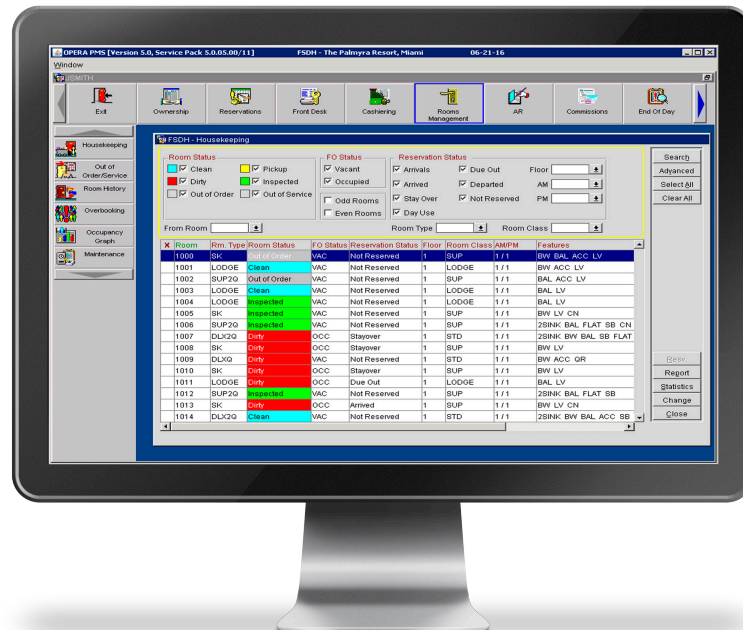 OPERA PMS [Version 5.0, Service Pack 5.0.05.00/11] FSDH - The Palmyra Resort, Miami 06-21-16
Window
USMITH
Exit Ownership Reservations Front Desk Cashiering Rooms Management AR Commissions End Of Day
Housekeeping
Out of Order/Service
Room History
Overbooking
Occupancy Graph
Maintenance
FSDH - Housekeeping
Room Status FO Status Reservation Status
Clean Pickup Vacant Arrivals Due Out Floor
Dirty Inspected Occupied Arrived Departed AM
Out of Order Out of Service Odd Rooms Stay Over Not Reserved PM
Even Rooms Day Use
From Room Room Type Room Class
Search
Advanced
Select All
Clear All
X Room Rm. Type Room Status FO Status Reservation Status Floor Room Class AM/PM Features
1000 SK Out of Order VAC Not Reserved 1 SUP 1 / 1 BW BAL ACC LV
1001 LODGE Clean VAC Not Reserved 1 LODGE 1 / 1 BW ACC LV
1002 SUP2Q Out of Order VAC Not Reserved 1 SUP 1 / 1 BAL ACC LV
1003 LODGE Clean VAC Not Reserved 1 LODGE 1 / 1 BAL LV
1004 LODGE Inspected VAC Not Reserved 1 LODGE 1 / 1 BAL LV
1005 SK Inspected VAC Not Reserved 1 SUP 1 / 1 BW LV CN
1006 SUP2Q Inspected VAC Not Reserved 1 SUP 1 / 1 2SINK BAL FLAT SB CN
1007 DLX2Q Dirty OCC Stayover 1 STD 1 / 1 2SINK BW BAL SB FLAT
1008 SK Dirty OCC Stayover 1 SUP 1 / 1 BW LV
1009 DLXQ Dirty VAC Not Reserved 1 STD 1 / 1 BW ACC QR
1010 SK Dirty OCC Stayover 1 SUP 1 / 1 BW LV
1011 LODGE Dirty OCC Due Out 1 LODGE 1 / 1 BAL LV
1012 SUP2Q Inspected VAC Not Reserved 1 SUP 1 / 1 2SINK BAL FLAT SB
1013 SK Dirty OCC Arrived 1 SUP 1 / 1 BW LV CN
1014 DLX2Q Clean VAC Not Reserved 1 STD 1 / 1 2SINK BW BAL ACC SB
Resv.
Report
Statistics
Change
Close